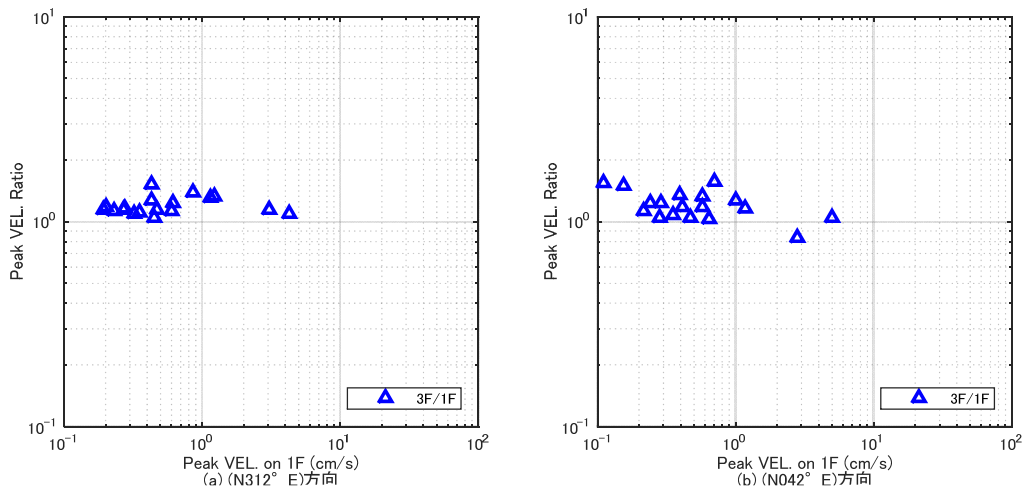 10^1
10^0
10^-1
Peak VEL. Ratio
3F/1F
10^-1 10^0 10^1 10^2
Peak VEL. on 1F (cm/s)
(a) (N312° E)方向
10^1
10^0
10^-1
Peak VEL. Ratio
3F/1F
10^-1 10^0 10^1 10^2
Peak VEL. on 1F (cm/s)
(b) (N042° E)方向